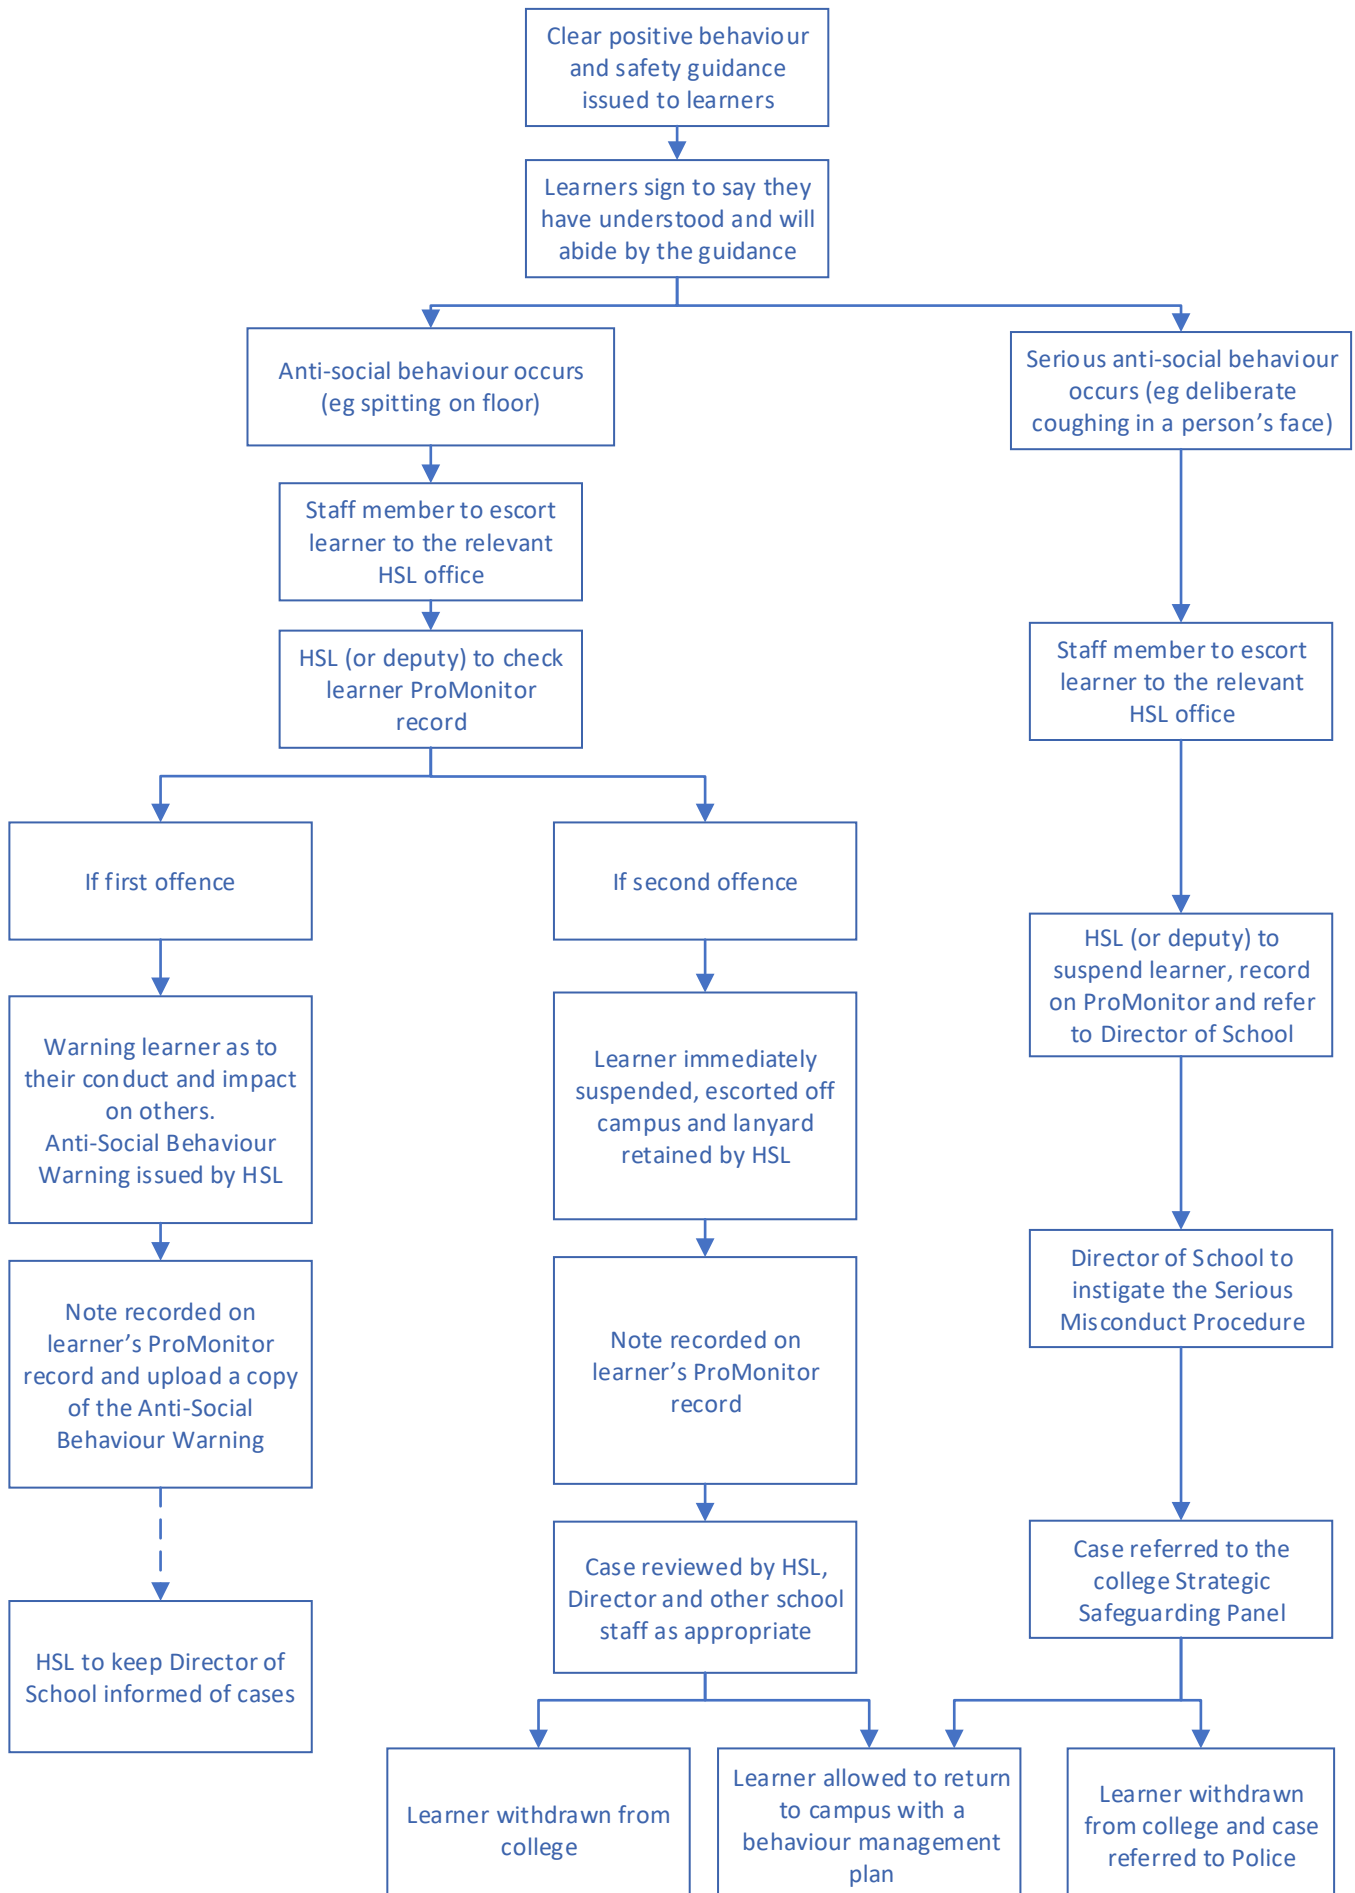 Clear positive behaviour
and safety guidance
issued to learners
Learners sign to say they
have understood and will
abide by the guidance
Anti-social behaviour occurs
(eg spitting on floor)
Serious anti-social behaviour
occurs (eg deliberate
coughing in a person’s face)
Staff member to escort
learner to the relevant
HSL office
HSL (or deputy) to check
learner ProMonitor
record
Staff member to escort
learner to the relevant
HSL office
If first offence
If second offence
HSL (or deputy) to
suspend learner, record
on ProMonitor and refer
to Director of School
Warning learner as to
their conduct and impact
on others.
Anti-Social Behaviour
Warning issued by HSL
Learner immediately
suspended, escorted off
campus and lanyard
retained by HSL
Director of School to
instigate the Serious
Misconduct Procedure
Note recorded on
learner’s ProMonitor
record and upload a copy
of the Anti-Social
Behaviour Warning
Note recorded on
learner’s ProMonitor
record
Case reviewed by HSL,
Director and other school
staff as appropriate
Case referred to the
college Strategic
Safeguarding Panel
HSL to keep Director of
School informed of cases
Learner withdrawn from
college
Learner allowed to return
to campus with a
behaviour management
plan
Learner withdrawn
from college and case
referred to Police